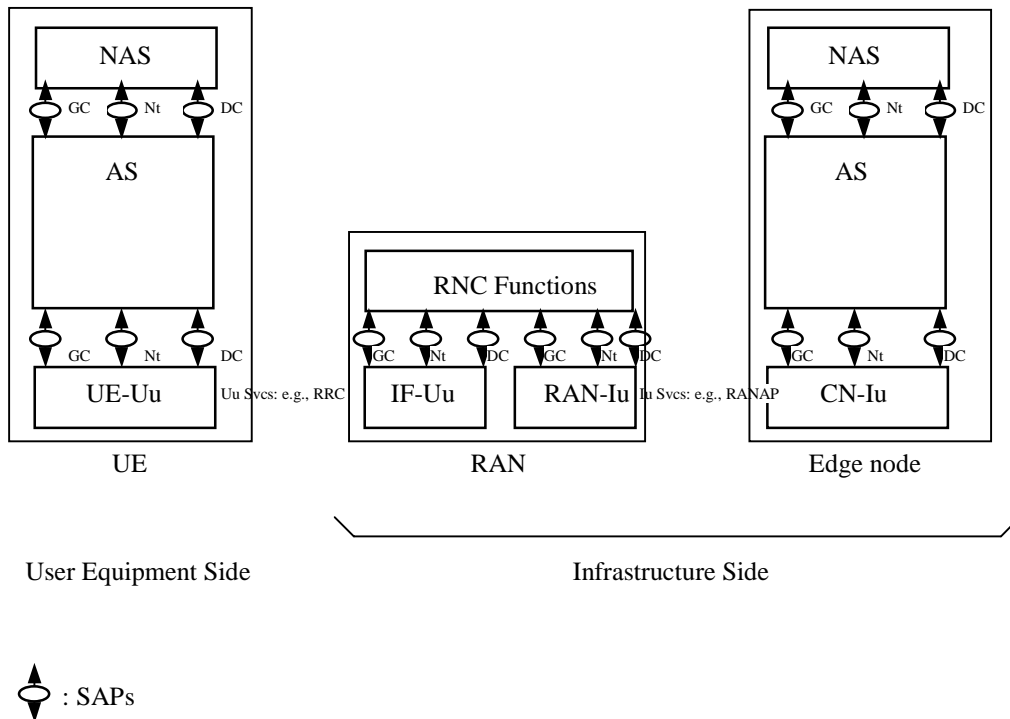 NAS
NAS
GC Nt DC
GC Nt DC
AS
AS
RNC Functions
GC Nt DC
GC Nt DC GC Nt DC
GC Nt DC
UE-Uu
Uu Svcs: e.g., RRC
IF-Uu
RAN-Iu
Iu Svcs: e.g., RANAP
CN-Iu
UE
RAN
Edge node
User Equipment Side
Infrastructure Side
: SAPs